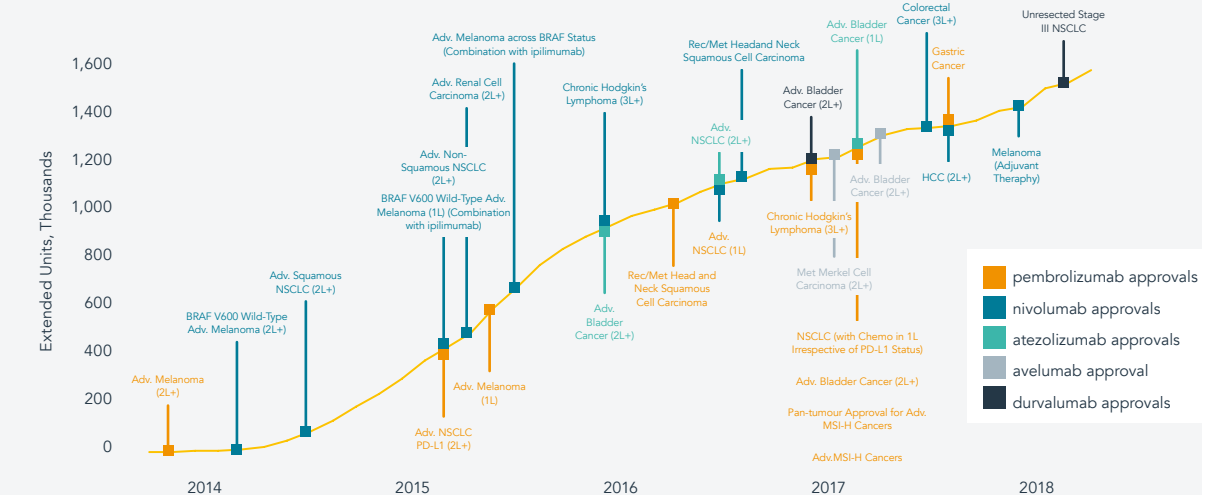 Colorectal
Cancer (3L+)
Unresected Stage
III NSCLC
Adv. Bladder
Cancer (1L)
Adv. Melanoma across BRAF Status
(Combination with ipilimumab)
Rec/Met Headand Neck
Squamous Cell Carcinoma
Gastric
Cancer
Adv. Renal Cell
Carcinoma (2L+)
Chronic Hodgkin's
Lymphoma (3L+)
Adv. Bladder
Cancer (2L+)
Adv.
NSCLC (2L+)
Adv. Non-
Squamous NSCLC
(2L+)
BRAF V600 Wild-Type Adv.
Melanoma (1L) (Combination
with ipilimumab)
Melanoma
(Adjuvant
Theraphy)
HCC (2L+)
Adv. Bladder
Cancer (2L+)
Chronic Hodgkin's
Lymphoma (3L+)
Adv.
NSCLC (1L)
Adv. Squamous
NSCLC (2L+)
Rec/Met Head and
Neck Squamous
Cell Carcinoma
Met Merkel Cell
Carcinoma (2L+)
BRAF V600 Wild-Type
Adv. Melanoma (2L+)
Adv.
Bladder
Cancer (2L+)
NSCLC (with Chemo in 1L
Irrespective of PD-L1 Status)
Adv. Melanoma
(2L+)
Adv. Melanoma
(1L)
Adv. Bladder Cancer (2L+)
Pan-tumour Approval for Adv.
MSI-H Cancers
Adv. NSCLC
PD-L1 (2L+)
Adv.MSI-H Cancers
Extended Units, Thousands
1,600
1,400
1,200
1,000
800
600
400
200
0
2014
2015
2016
2017
2018
pembrolizumab approvals
nivolumab approvals
atezolizumab approvals
avelumab approval
durvalumab approvals